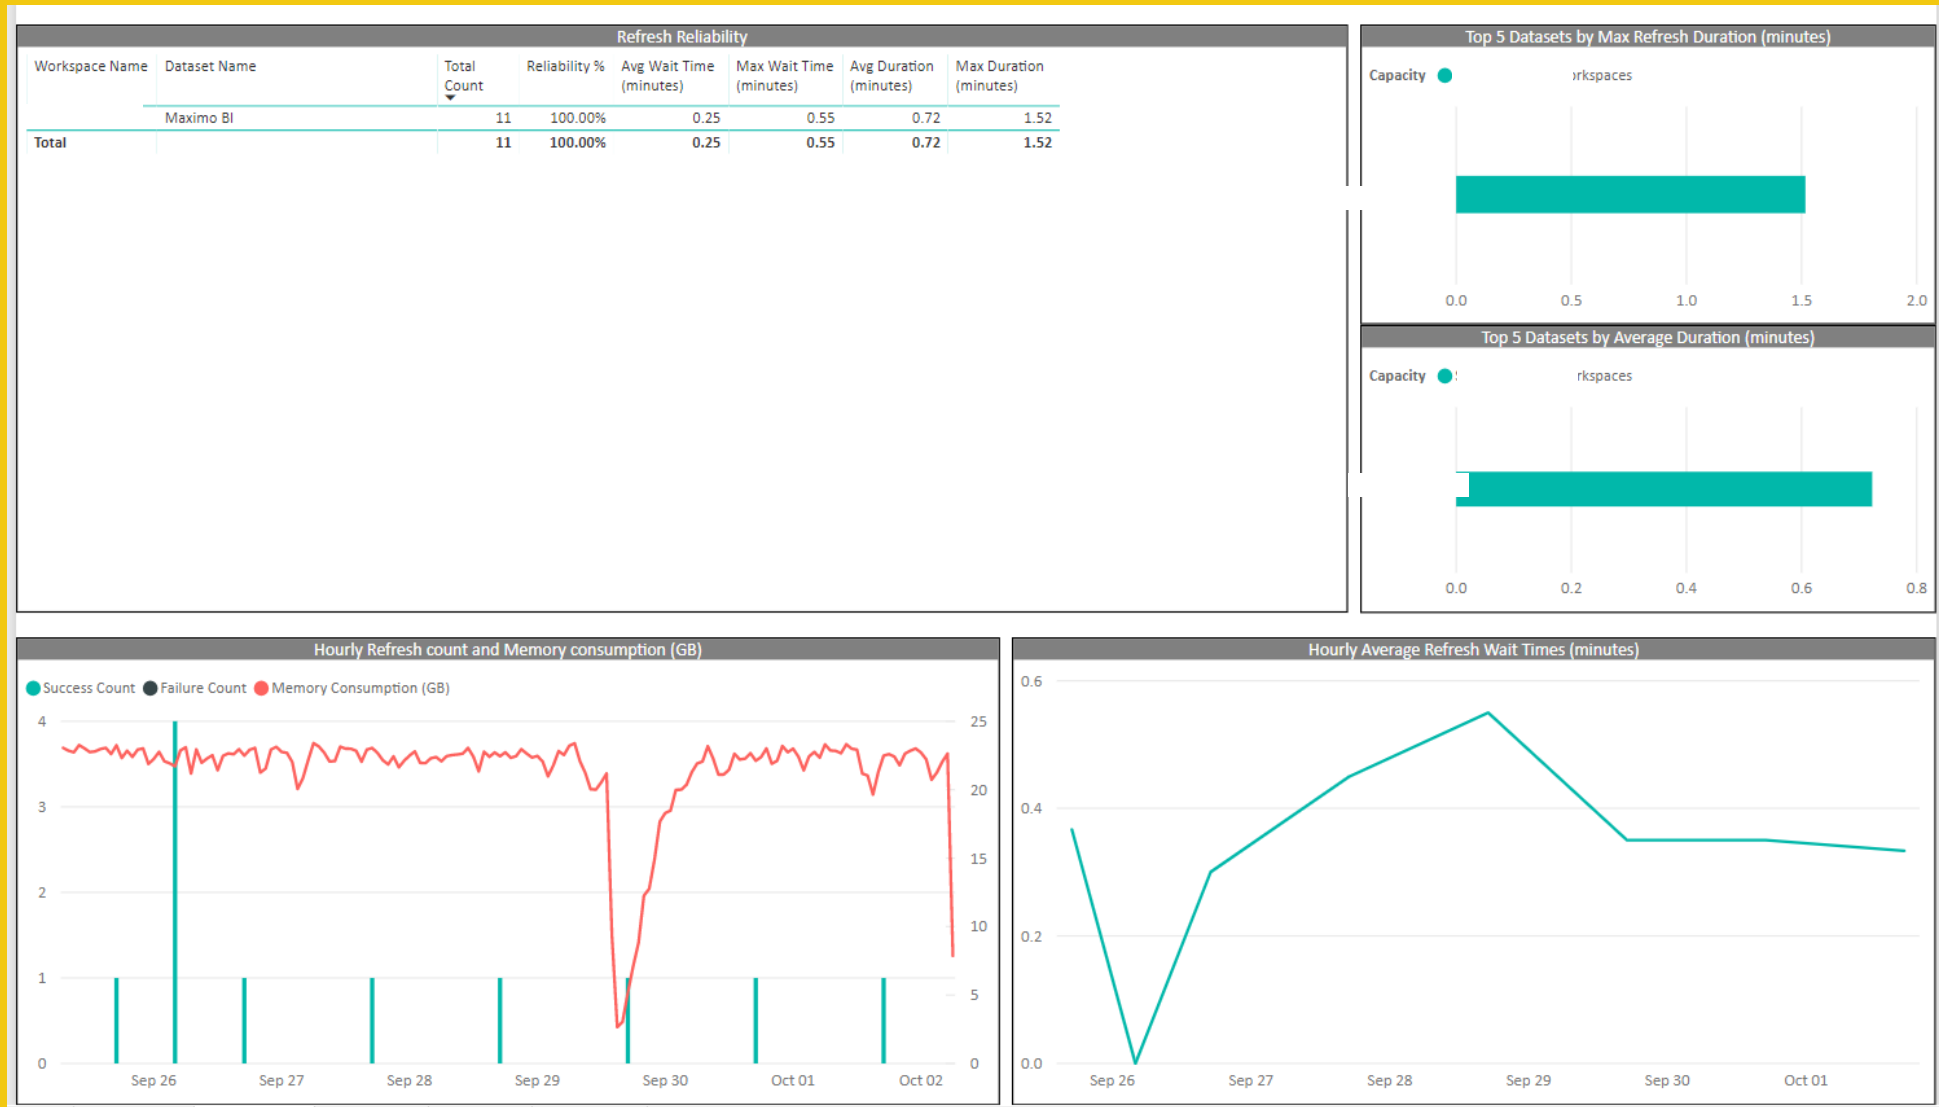 Refresh Reliability
Workspace Name Dataset Name Total Count Reliability % Avg Wait Time (minutes) Max Wait Time (minutes) Avg Duration (minutes) Max Duration (minutes)
Maximo BI 11 100.00% 0.25 0.55 0.72 1.52
Total 11 100.00% 0.25 0.55 0.72 1.52
Top 5 Datasets by Max Refresh Duration (minutes)
Capacity orkspaces
0.0 0.5 1.0 1.5 2.0
Top 5 Datasets by Average Duration (minutes)
Capacity rkspaces
0.0 0.2 0.4 0.6 0.8
Hourly Refresh count and Memory consumption (GB)
Success Count Failure Count Memory Consumption (GB)
4 25
20
3
15
2
10
1
5
0 0
Sep 26 Sep 27 Sep 28 Sep 29 Sep 30 Oct 01 Oct 02
Hourly Average Refresh Wait Times (minutes)
0.6
0.4
0.2
0.0
Sep 26 Sep 27 Sep 28 Sep 29 Sep 30 Oct 01